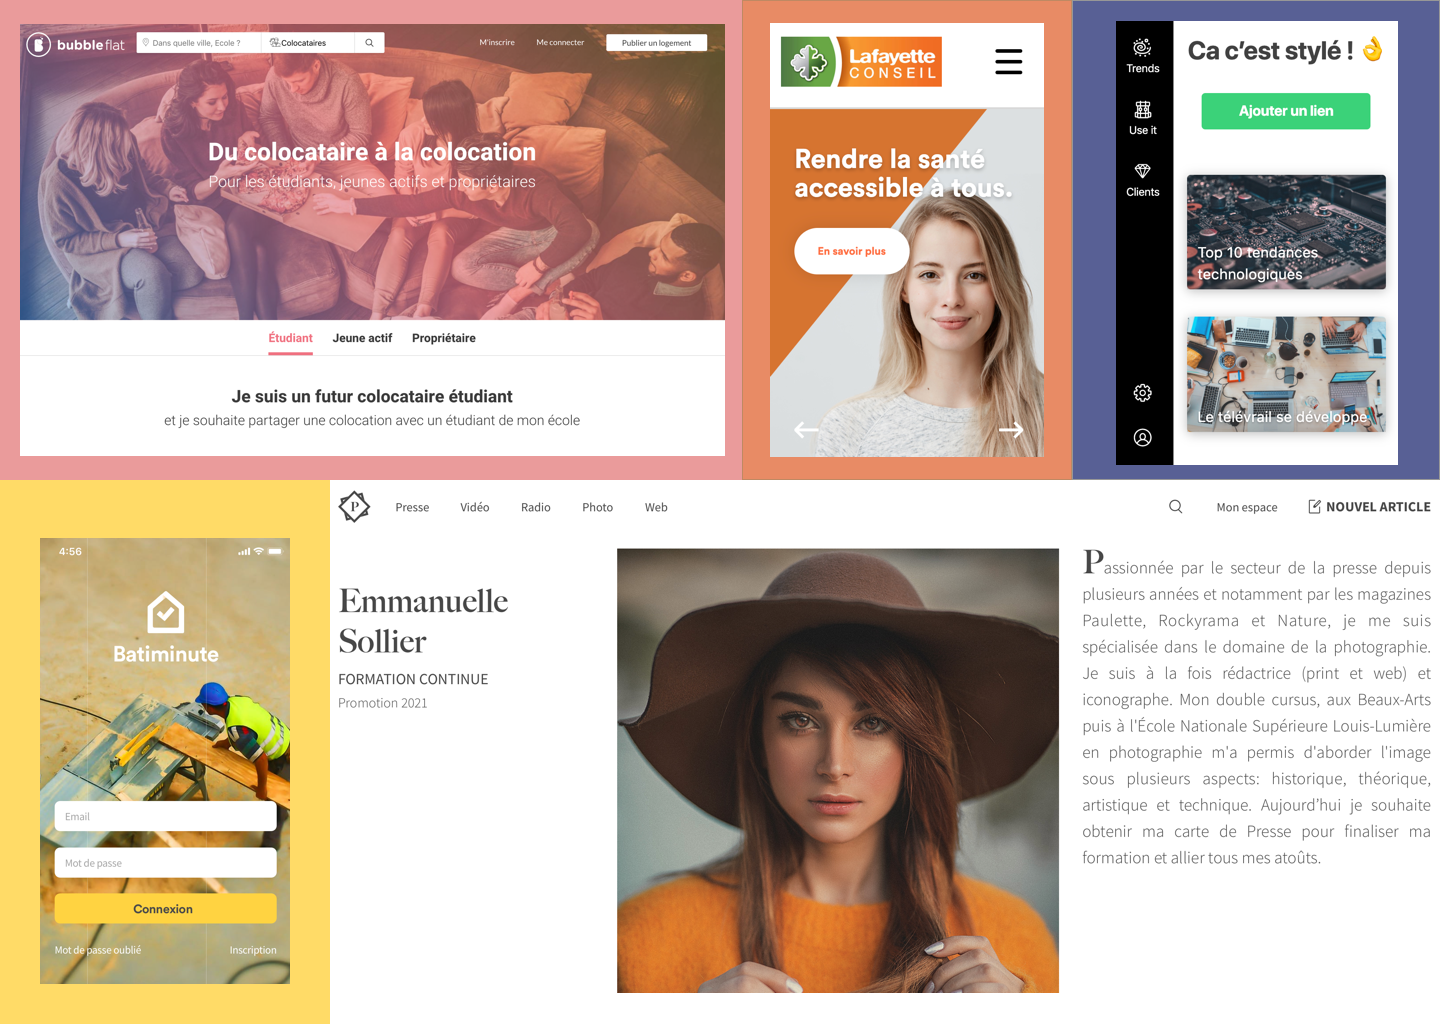 bubble flat
Dans quelle ville, Ecole ?
Colocataires
M'inscrire
Me connecter
Publier un logement
Du colocataire à la colocation
Pour les étudiants, jeunes actifs et propriétaires
Étudiant
Jeune actif
Propriétaire
Je suis un futur colocataire étudiant
et je souhaite partager une colocation avec un étudiant de mon école
Lafayette
CONSEIL
Rendre la santé
accessible à tous.
En savoir plus
Trends
Use it
Clients
Ca c'est stylé ! 👌
Ajouter un lien
Top 10 tendances
technologiques
Le télévrail se développe
4:56
Batiminute
Email
Mot de passe
Connexion
Mot de passe oublié
Inscription
P
Presse
Vidéo
Radio
Photo
Web
Mon espace
NOUVEL ARTICLE
Emmanuelle
Sollier
FORMATION CONTINUE
Promotion 2021
Passionnée par le secteur de la presse depuis
plusieurs années et notamment par les magazines
Paulette, Rockyrama et Nature, je me suis
spécialisée dans le domaine de la photographie.
Je suis à la fois rédactrice (print et web) et
iconographe. Mon double cursus, aux Beaux-Arts
puis à l'École Nationale Supérieure Louis-Lumière
en photographie m'a permis d'aborder l'image
sous plusieurs aspects: historique, théorique,
artistique et technique. Aujourd'hui je souhaite
obtenir ma carte de Presse pour finaliser ma
formation et allier tous mes atoûts.